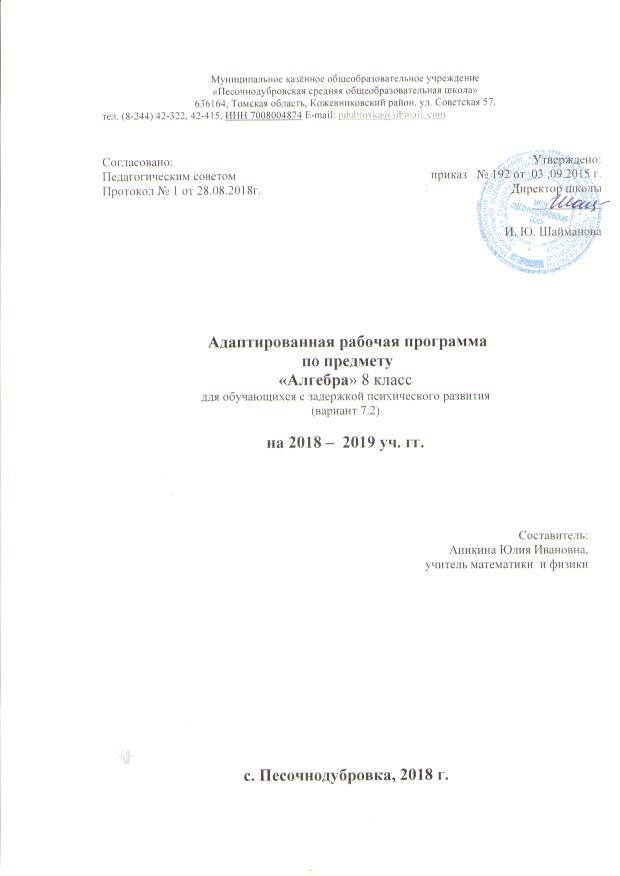 Муниципальное казённое общеобразовательное учреждение
«Песочнодубровская средняя общеобразовательная школа»
636164, Томская область, Кожевниковский район, ул. Советская 57.
тел. (8-244) 42-322, 42-415, ИНН 7008004874 E-mail: pdubrovka@sibmail.com
Согласовано:
Педагогическим советом
Протокол № 1 от 28.08.2018г.
Утверждено:
приказ № 192 от 03 .09.2015 г.
Директор школы
И. Ю. Шайманова
Адаптированная рабочая программа
по предмету
«Алгебра» 8 класс
для обучающихся с задержкой психического развития
(вариант 7.2)
на 2018 – 2019 уч. гг.
Составитель:
Аникина Юлия Ивановна,
учитель математики и физики
с. Песочнодубровка, 2018 г.